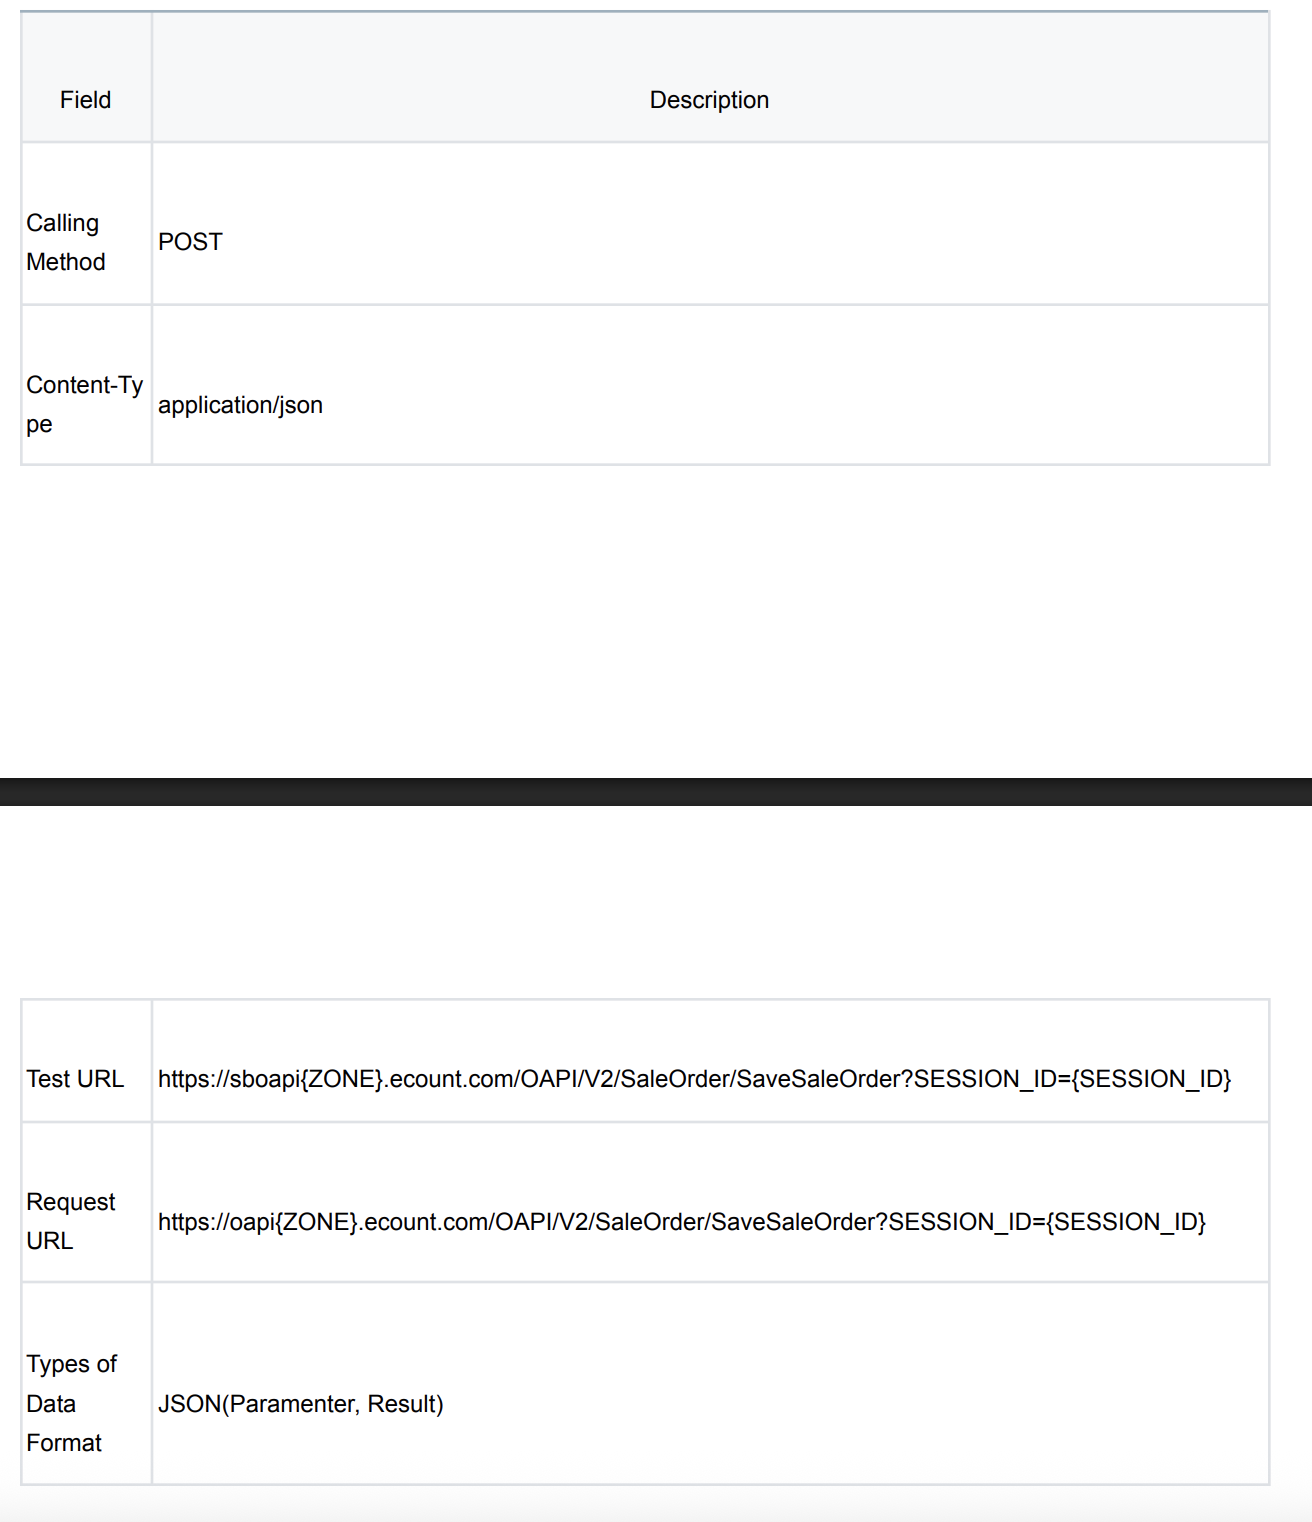 Field
Description
Calling
Method
POST
Content-Ty
pe
application/json
Test URL
https://sboapi{ZONE}.ecount.com/OAPI/V2/SaleOrder/SaveSaleOrder?SESSION_ID={SESSION_ID}
Request
URL
https://oapi{ZONE}.ecount.com/OAPI/V2/SaleOrder/SaveSaleOrder?SESSION_ID={SESSION_ID}
Types of
Data
Format
JSON(Paramenter, Result)